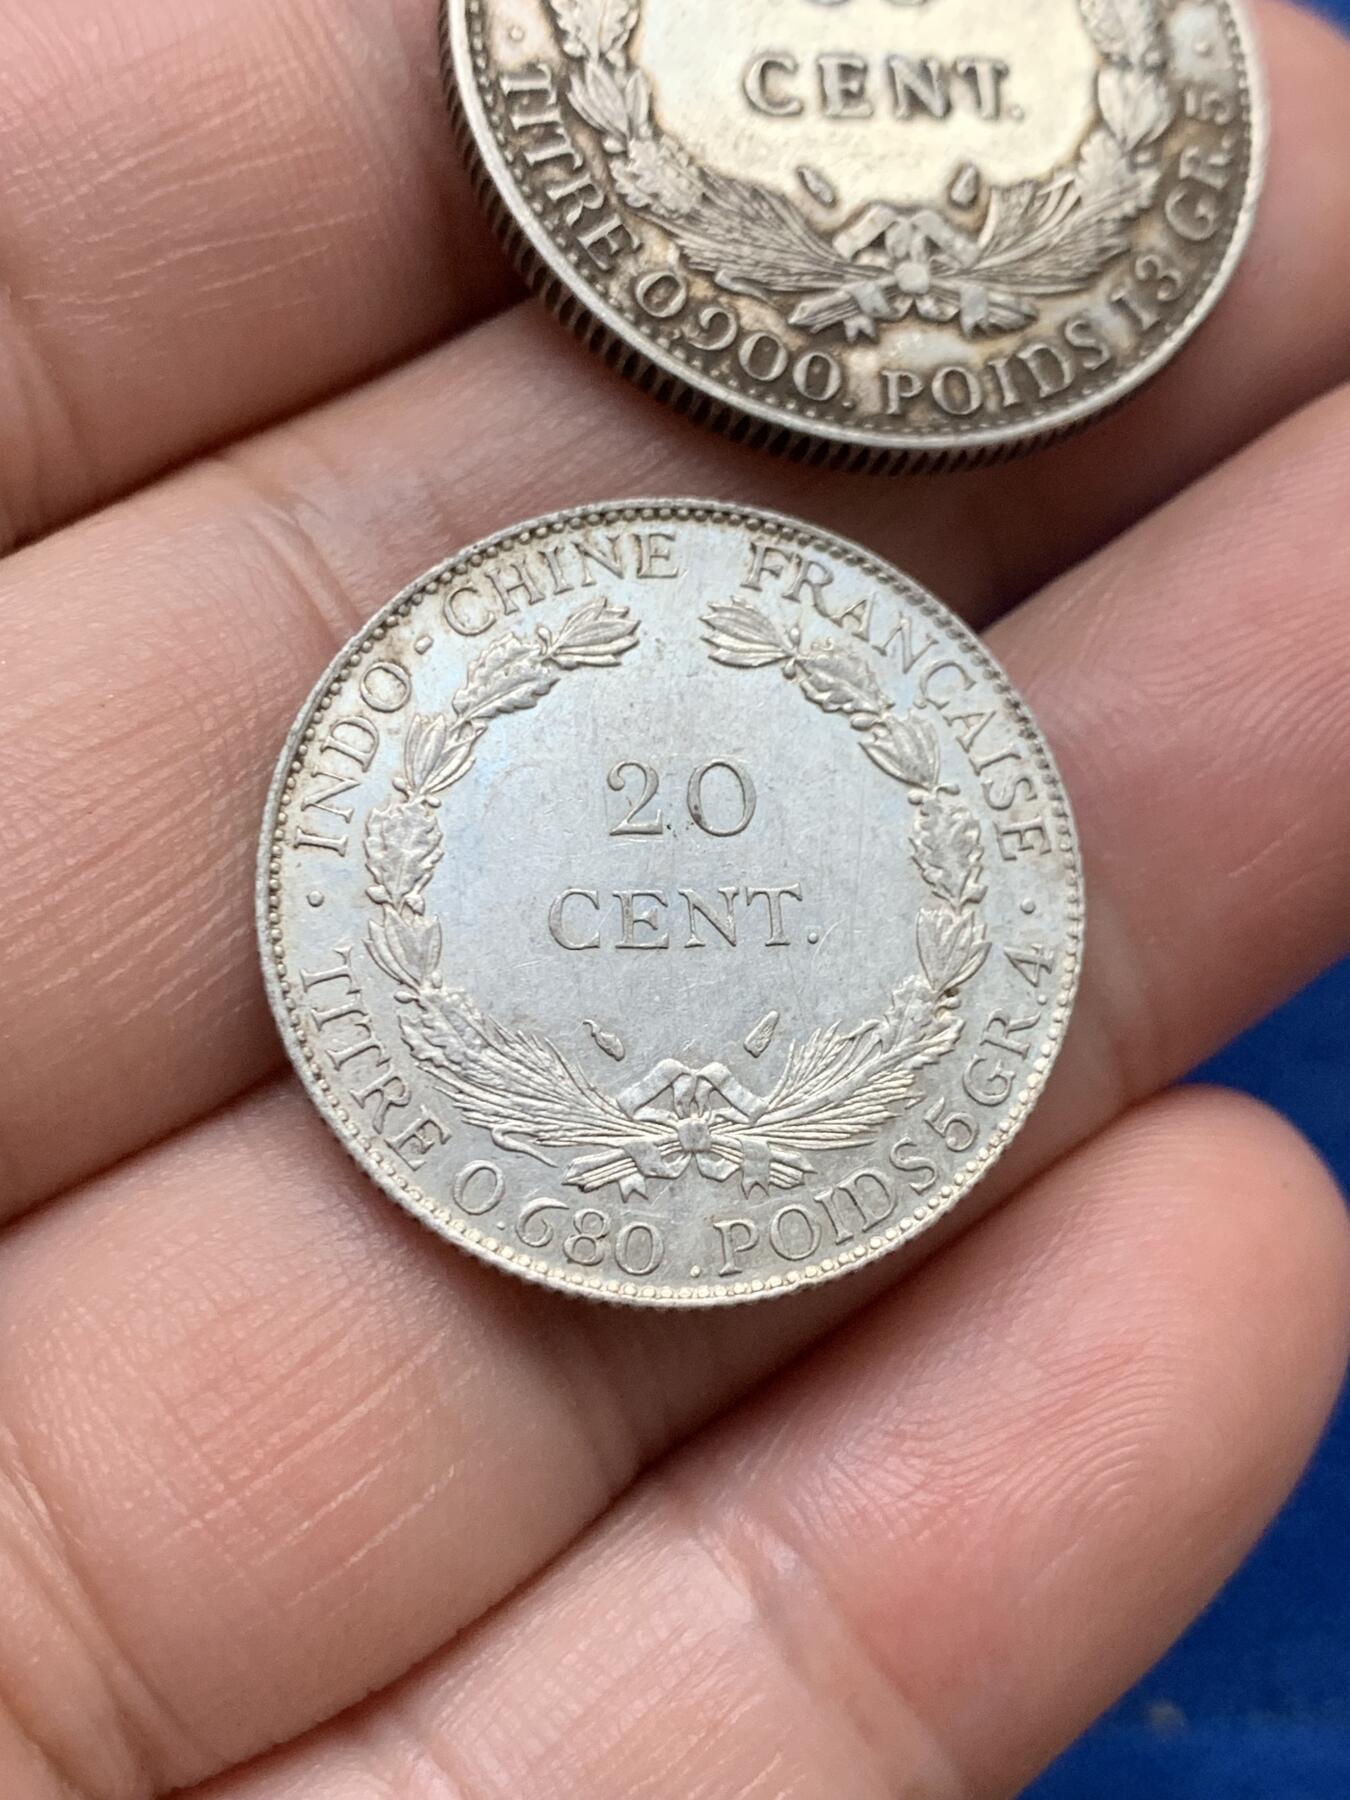 CENT.
· TITRE 0,900. POIDS 13 GR. 5 ·
· INDO-CHINE FRANÇAISE ·
20
CENT.
TITRE 0.680 . POIDS 5 GR. 4